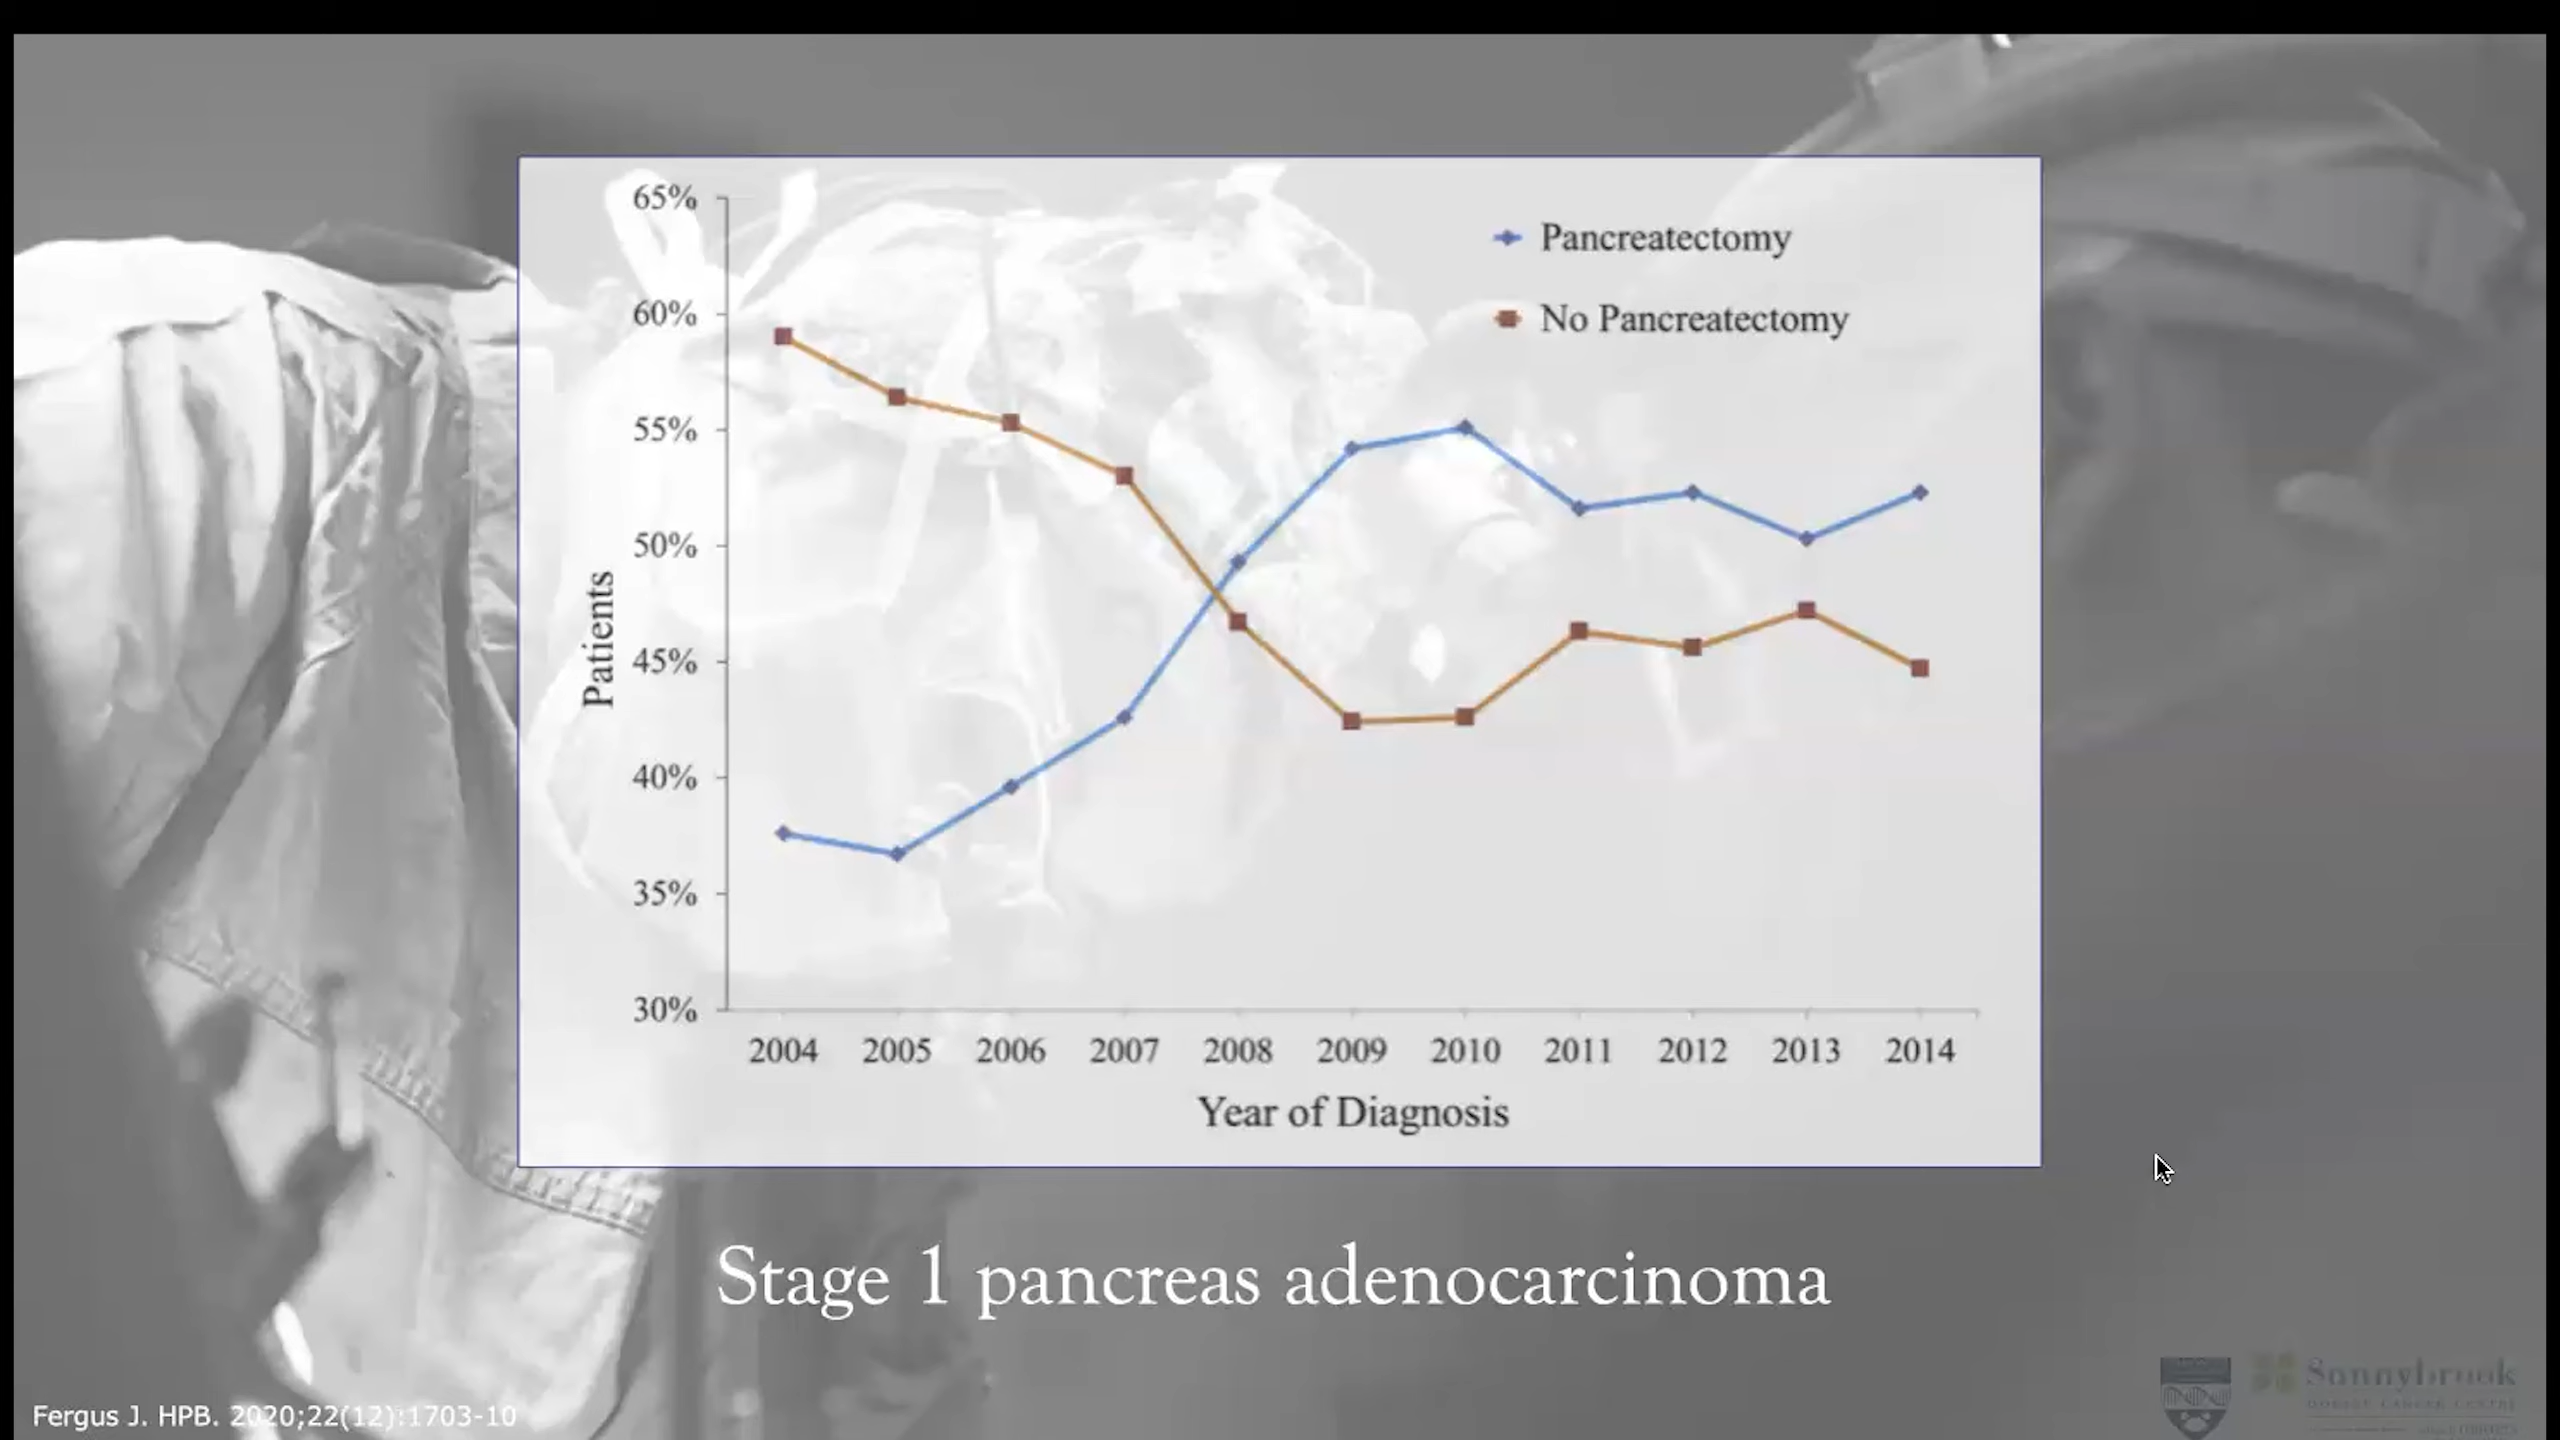 65%
60%
55%
50%
45%
40%
35%
30%
Patients
Pancreatectomy
No Pancreatectomy
2004 2005 2006 2007 2008 2009 2010 2011 2012 2013 2014
Year of Diagnosis
Stage 1 pancreas adenocarcinoma
Fergus J. HPB. 2020;22(12):1703-10
Sunnybrook